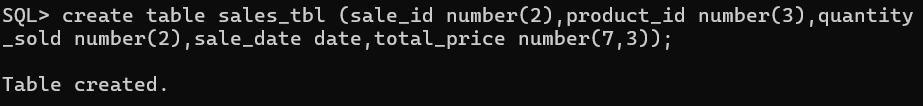 SQL> create table sales_tbl (sale_id number(2),product_id number(3),quantity
_sold number(2),sale_date date,total_price number(7,3));
Table created.